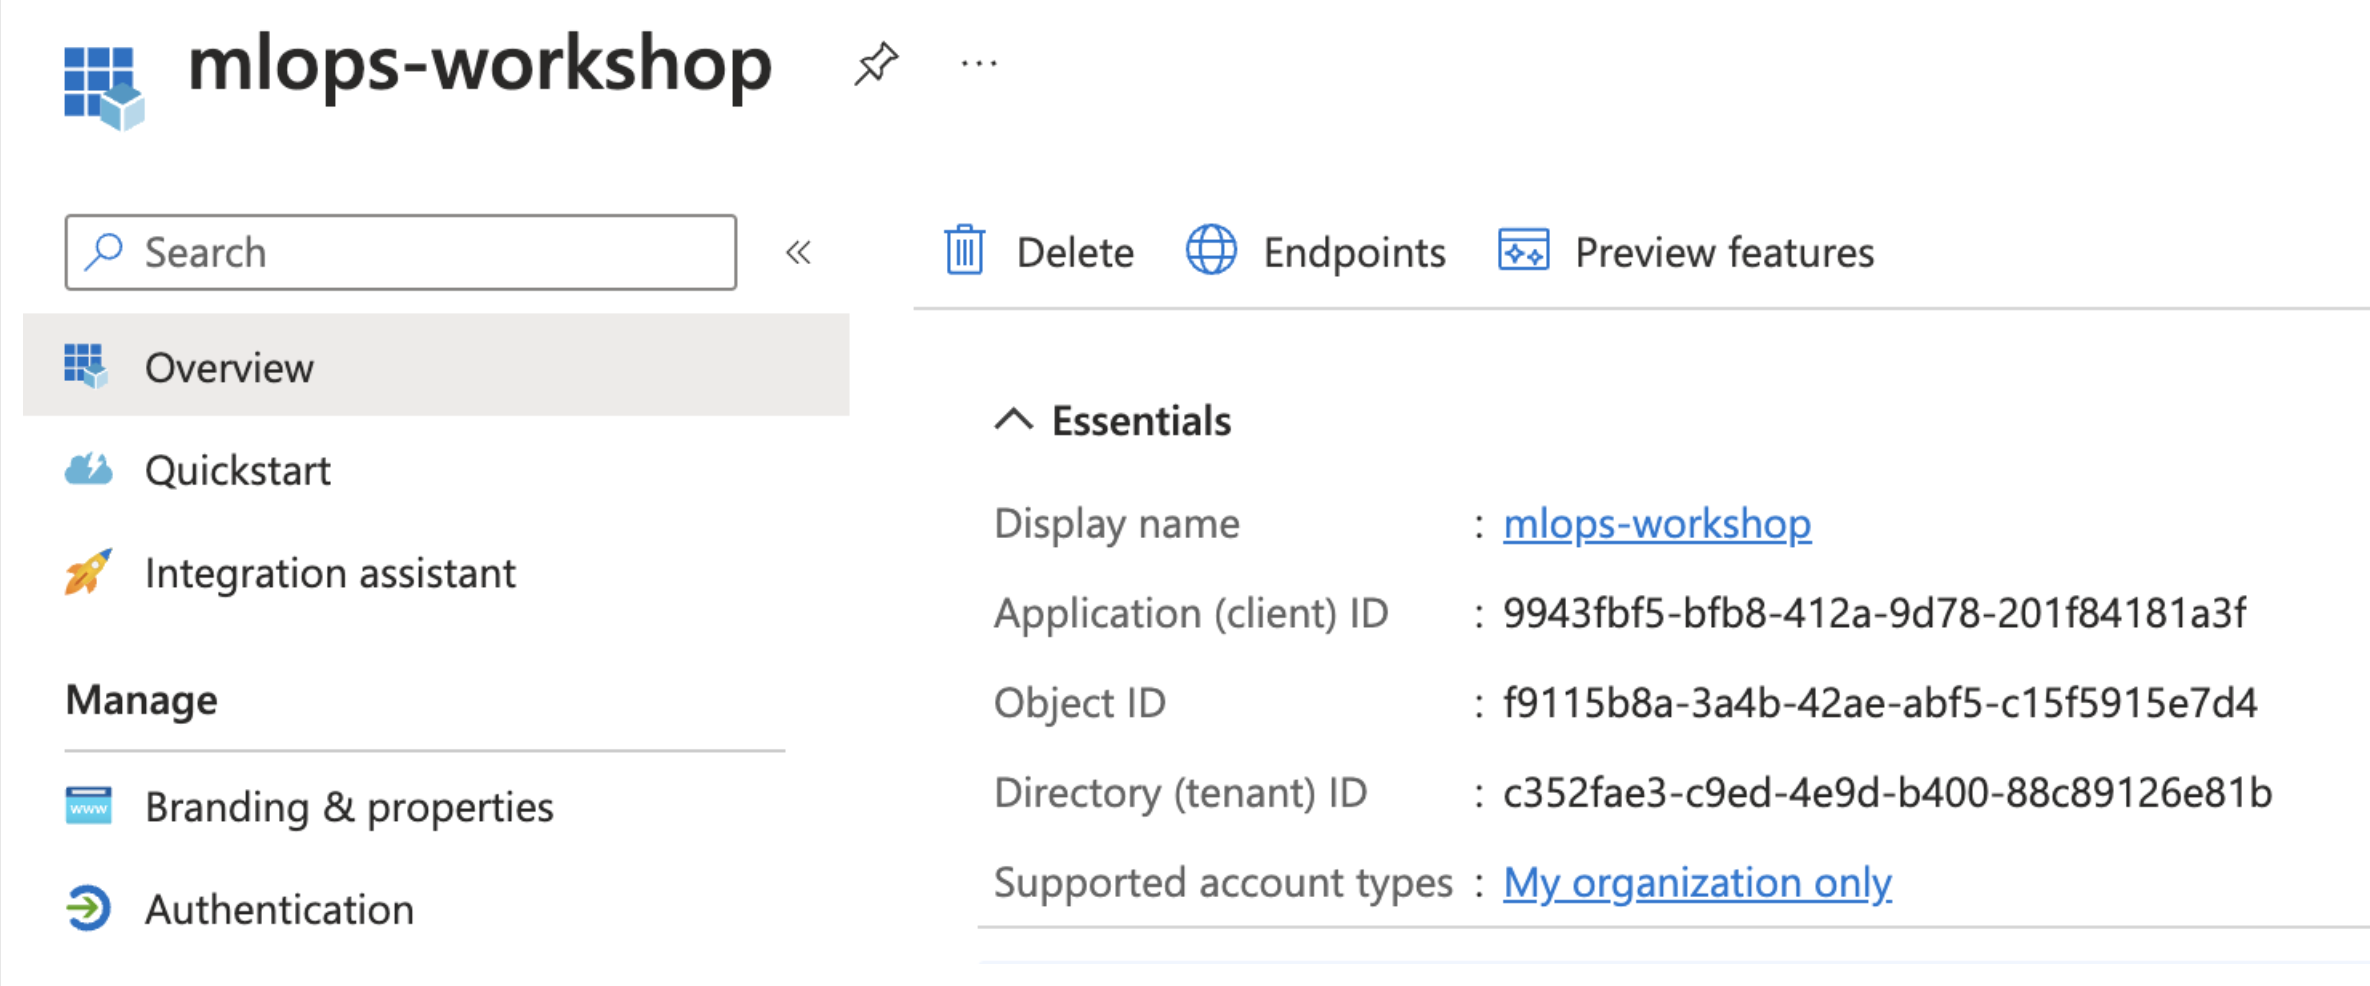 mlops-workshop
...
Search
«
Delete
Endpoints
Preview features
Overview
Quickstart
Integration assistant
Manage
Branding & properties
Authentication
Essentials
Display name : mlops-workshop
Application (client) ID : 9943fbf5-bfb8-412a-9d78-201f84181a3f
Object ID : f9115b8a-3a4b-42ae-abf5-c15f5915e7d4
Directory (tenant) ID : c352fae3-c9ed-4e9d-b400-88c89126e81b
Supported account types : My organization only
www